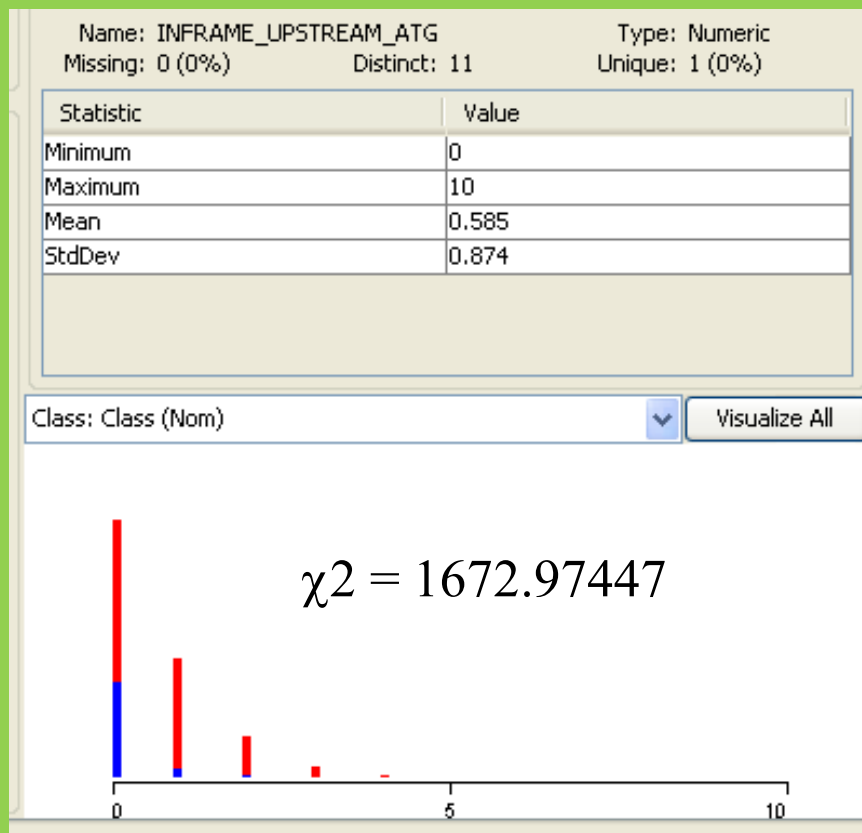 Name: INFRAME_UPSTREAM_ATG Type: Numeric
Missing: 0 (0%) Distinct: 11 Unique: 1 (0%)
Statistic Value
Minimum 0
Maximum 10
Mean 0.585
StdDev 0.874
Class: Class (Nom) Visualize All
χ2 = 1672.97447
0 5 10